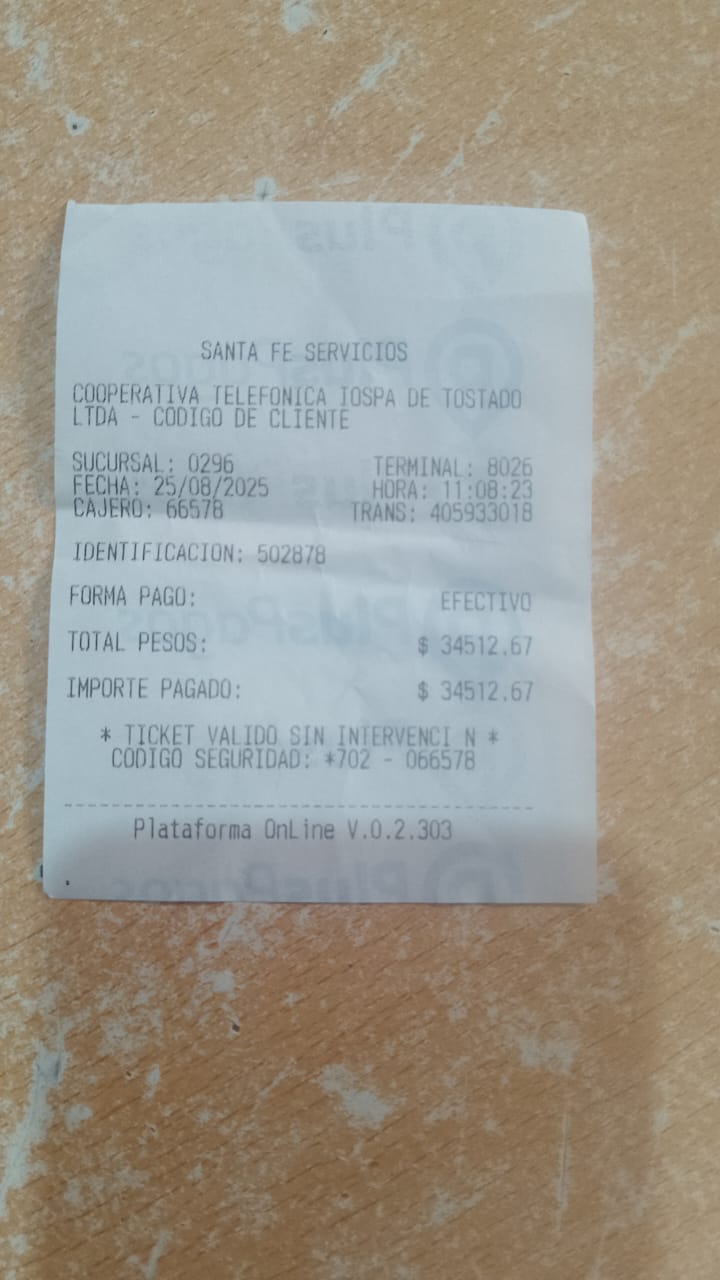 SANTA FE SERVICIOS
COOPERATIVA TELEFONICA IOSPA DE TOSTADO
LTDA - CODIGO DE CLIENTE
SUCURSAL: 0296 TERMINAL: 8026
FECHA: 25/08/2025 HORA: 11:08:23
CAJERO: 66578 TRANS: 405933018
IDENTIFICACION: 502878
FORMA PAGO: EFECTIVO
TOTAL PESOS: $ 34512,67
IMPORTE PAGADO: $ 34512.67
* TICKET VALIDO SIN INTERVENCI N *
CODIGO SEGURIDAD: *702 - 066578
Plataforma OnLine V.0.2.303
PlusPagos